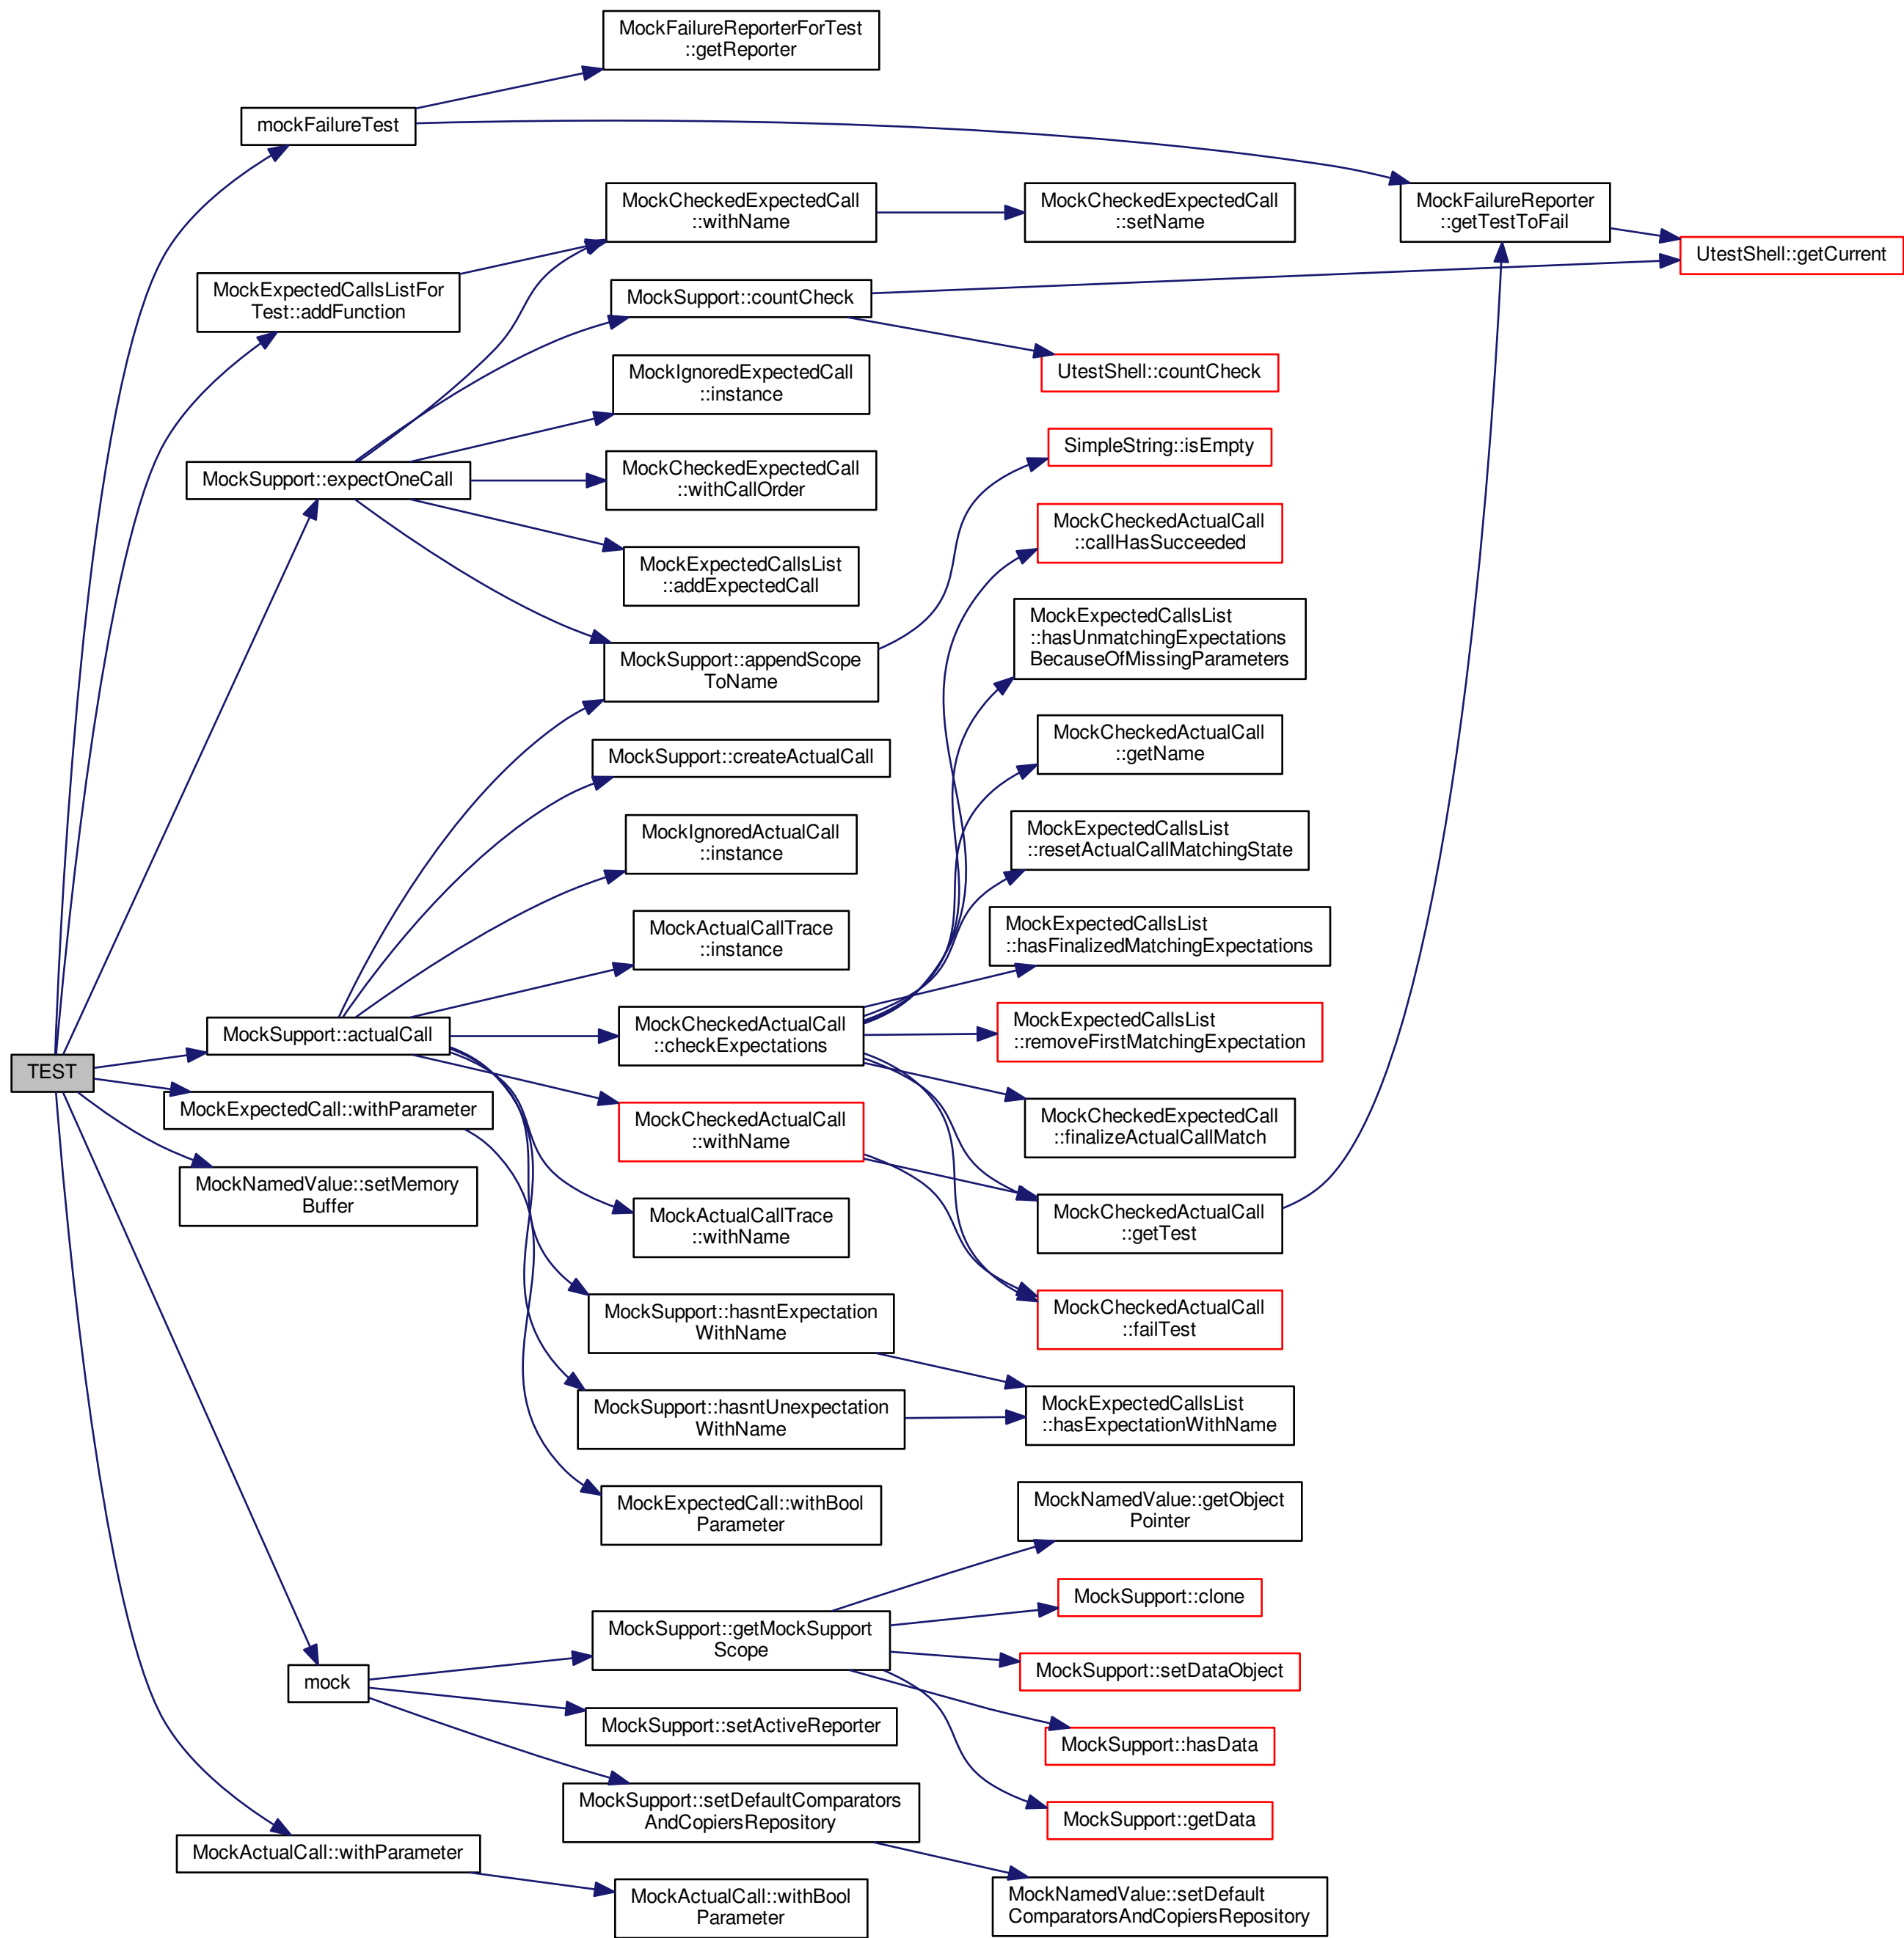 TEST
mockFailureTest
MockExpectedCallsListFor
Test::addFunction
MockSupport::expectOneCall
MockSupport::actualCall
MockExpectedCall::withParameter
MockNamedValue::setMemory
Buffer
mock
MockActualCall::withParameter
MockFailureReporterForTest
::getReporter
MockCheckedExpectedCall
::withName
MockSupport::countCheck
MockIgnoredExpectedCall
::instance
MockCheckedExpectedCall
::withCallOrder
MockExpectedCallsList
::addExpectedCall
MockSupport::appendScope
ToName
MockSupport::createActualCall
MockIgnoredActualCall
::instance
MockActualCallTrace
::instance
MockCheckedActualCall
::checkExpectations
MockCheckedActualCall
::withName
MockActualCallTrace
::withName
MockSupport::hasntExpectation
WithName
MockSupport::hasntUnexpectation
WithName
MockExpectedCall::withBool
Parameter
MockSupport::getMockSupport
Scope
MockSupport::setActiveReporter
MockSupport::setDefaultComparators
AndCopiersRepository
MockActualCall::withBool
Parameter
MockCheckedExpectedCall
::setName
UtestShell::countCheck
SimpleString::isEmpty
MockCheckedActualCall
::callHasSucceeded
MockExpectedCallsList
::hasUnmatchingExpectations
BecauseOfMissingParameters
MockCheckedActualCall
::getName
MockExpectedCallsList
::resetActualCallMatchingState
MockExpectedCallsList
::hasFinalizedMatchingExpectations
MockExpectedCallsList
::removeFirstMatchingExpectation
MockCheckedExpectedCall
::finalizeActualCallMatch
MockCheckedActualCall
::getTest
MockCheckedActualCall
::failTest
MockExpectedCallsList
::hasExpectationWithName
MockNamedValue::getObject
Pointer
MockSupport::clone
MockSupport::setDataObject
MockSupport::hasData
MockSupport::getData
MockNamedValue::setDefault
ComparatorsAndCopiersRepository
MockFailureReporter
::getTestToFail
UtestShell::getCurrent